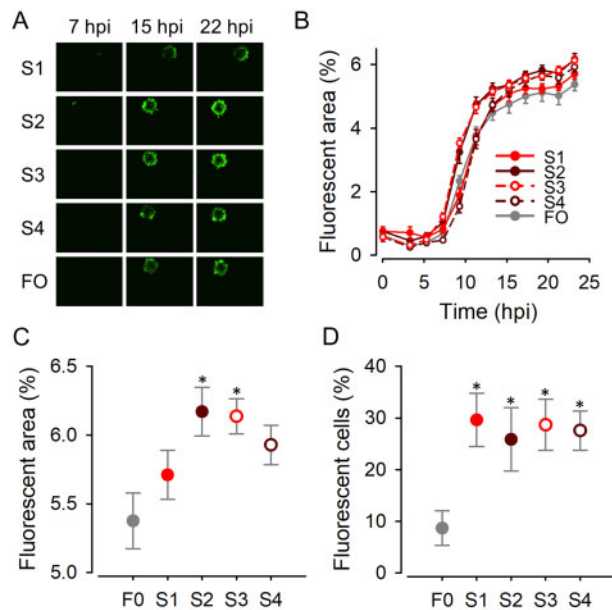 A
7 hpi 15 hpi 22 hpi
S1
S2
S3
S4
FO
B
Fluorescent area (%)
6
4
2
0
S1
S2
S3
S4
FO
0 5 10 15 20 25
Time (hpi)
C
Fluorescent area (%)
6.5
6.0
5.5
5.0
* *
F0 S1 S2 S3 S4
D
Fluorescent cells (%)
40
30
20
10
0
* * * *
F0 S1 S2 S3 S4